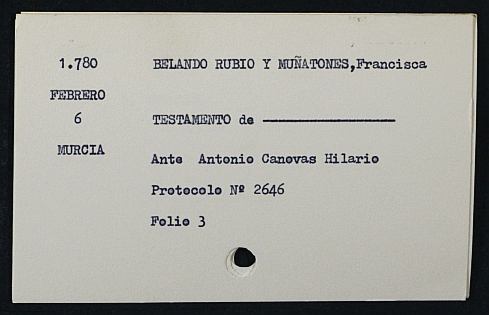 1.780
FEBRERO
6
MURCIA
BELANDO RUBIO Y MUÑATONES,Francisca
TESTAMENTO de ————————
Ante Antonio Canovas Hilario
Protocolo Nº 2646
Folio 3